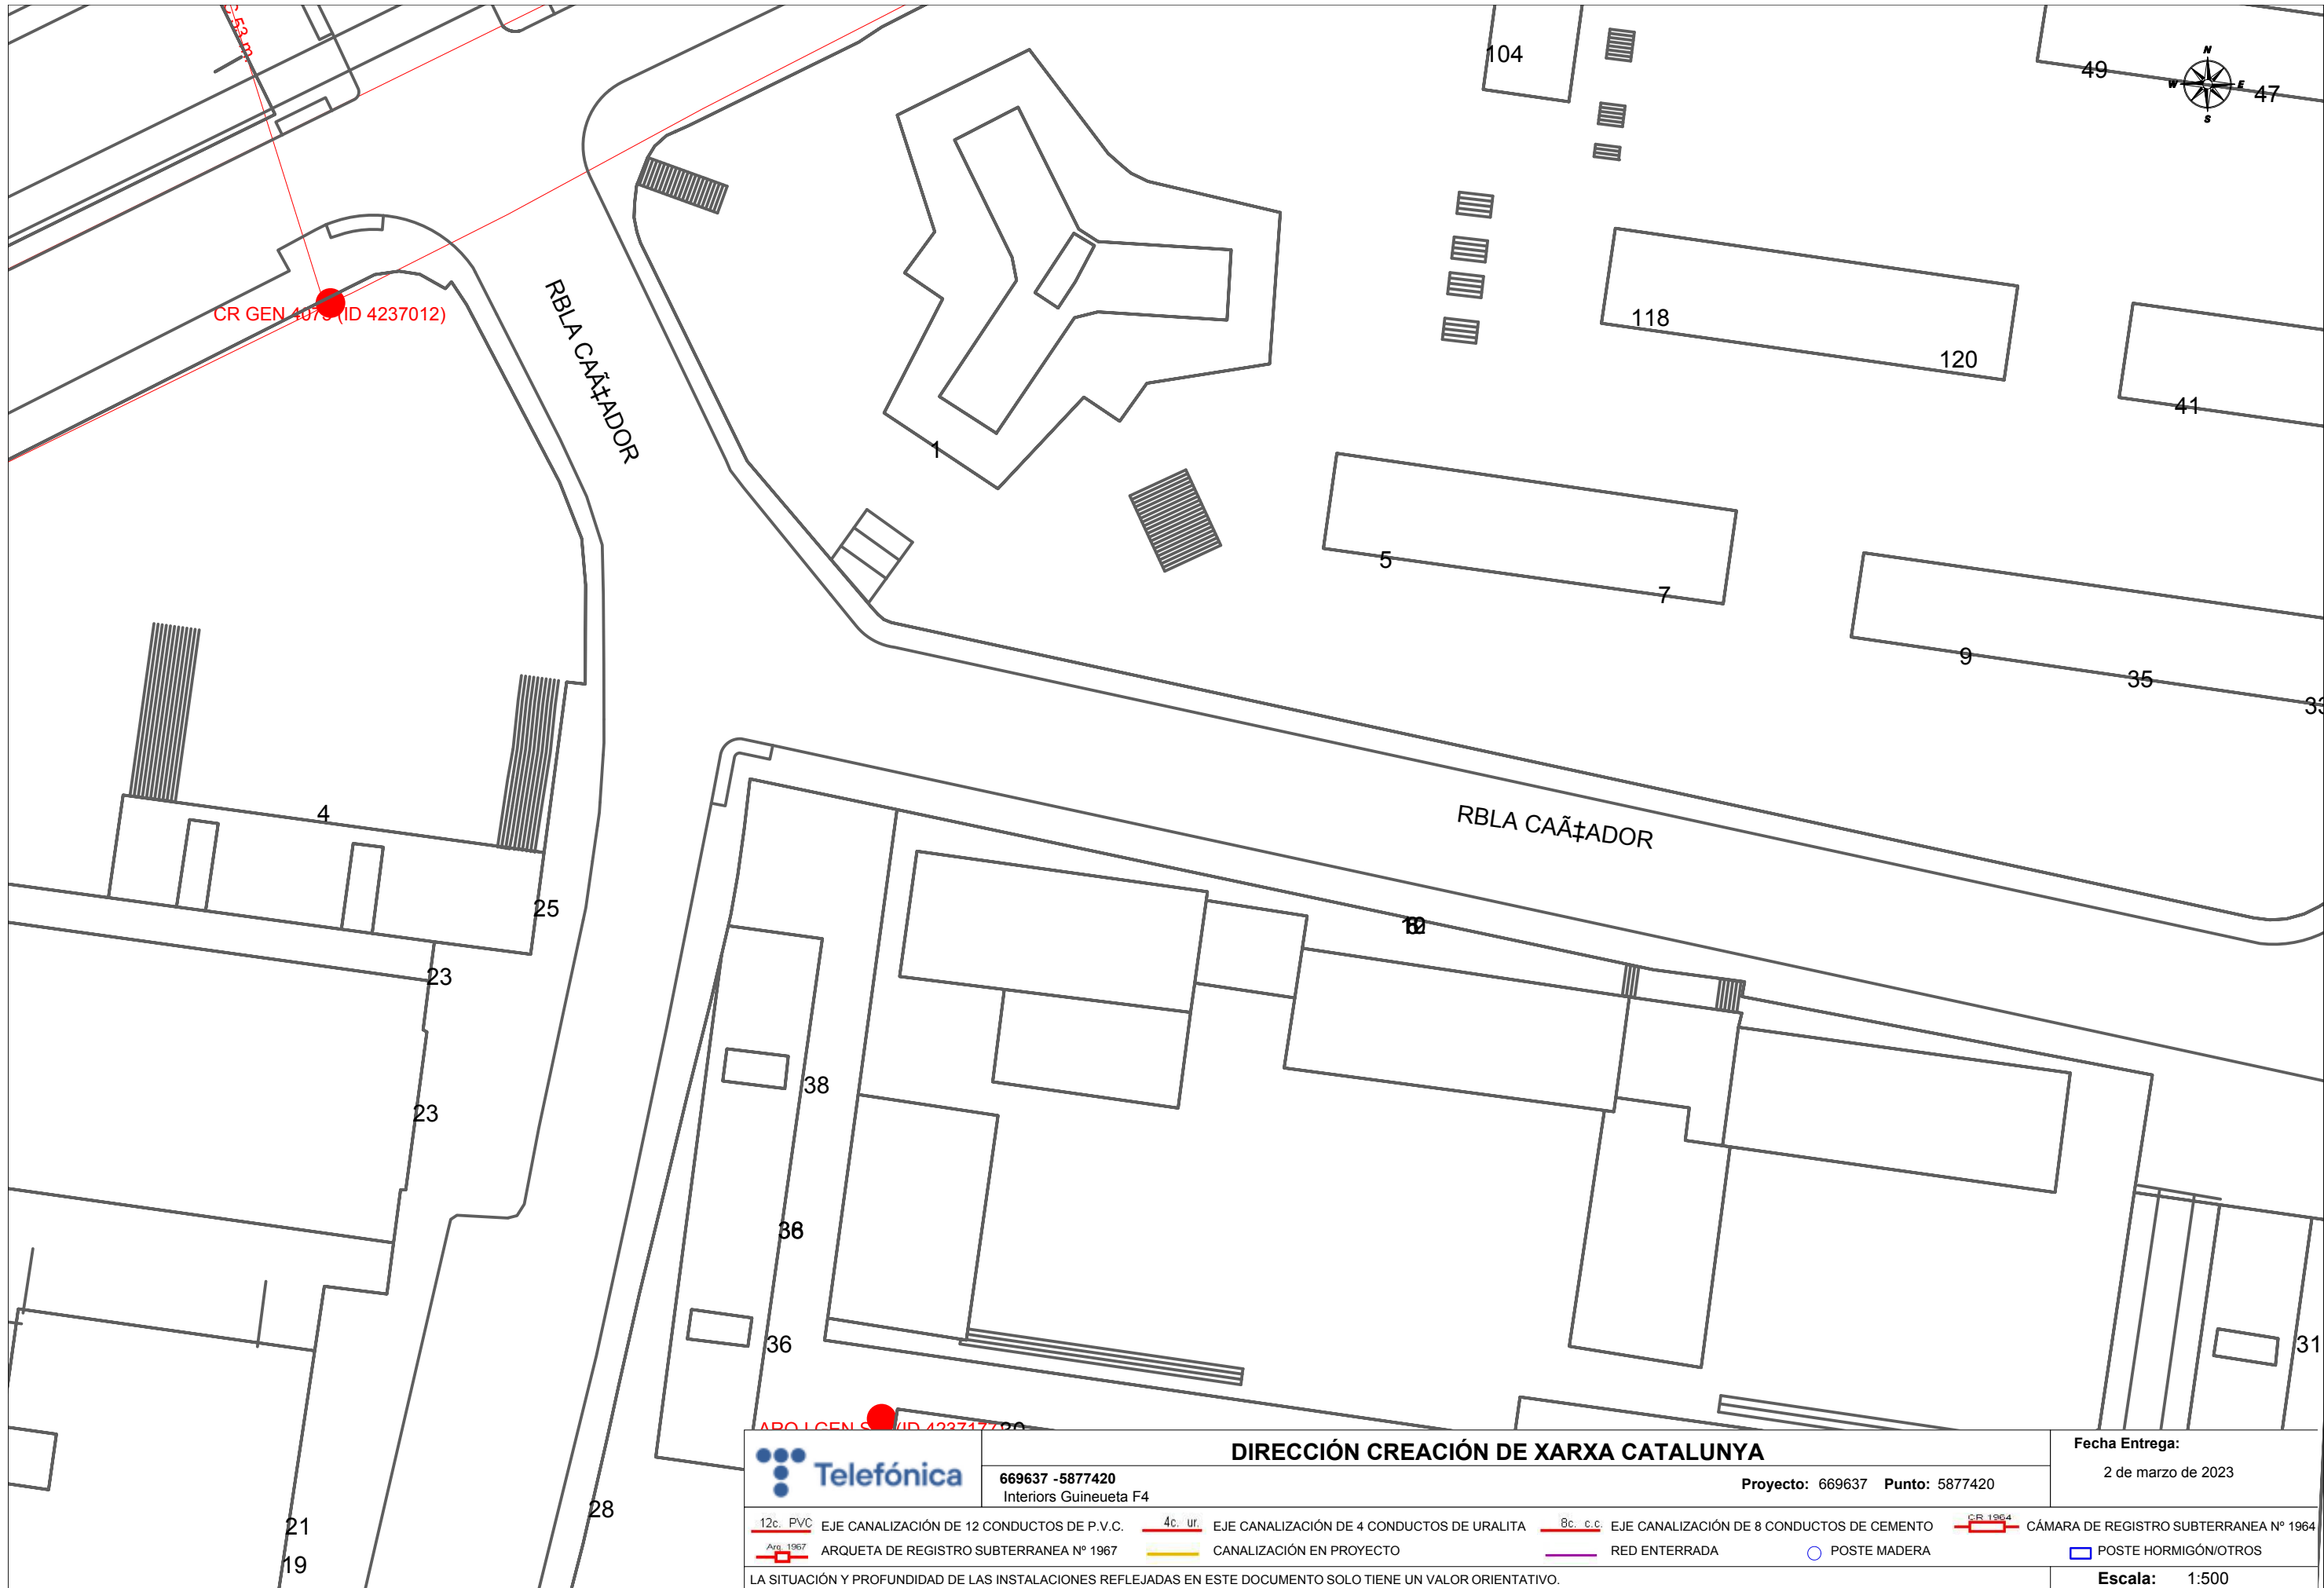 C 53 m.
104
49
47
N
W
E
S
CR GEN 4075 (ID 4237012)
RBLA CAÃ‡ADOR
118
120
41
1
5
7
9
35
33
4
RBLA CAÃ‡ADOR
25
23
38
23
36
31
28
21
19
Telefónica
DIRECCIÓN CREACIÓN DE XARXA CATALUNYA
669637 -5877420
Interiors Guineueta F4
Proyecto: 669637 Punto: 5877420
Fecha Entrega:
2 de marzo de 2023
12c. PVC EJE CANALIZACIÓN DE 12 CONDUCTOS DE P.V.C. 4c. ur. EJE CANALIZACIÓN DE 4 CONDUCTOS DE URALITA 8c. c.c. EJE CANALIZACIÓN DE 8 CONDUCTOS DE CEMENTO CR 1964 CÁMARA DE REGISTRO SUBTERRANEA Nº 1964
Arq. 1967 ARQUETA DE REGISTRO SUBTERRANEA Nº 1967 CANALIZACIÓN EN PROYECTO RED ENTERRADA POSTE MADERA POSTE HORMIGÓN/OTROS
LA SITUACIÓN Y PROFUNDIDAD DE LAS INSTALACIONES REFLEJADAS EN ESTE DOCUMENTO SOLO TIENE UN VALOR ORIENTATIVO.
Escala: 1:500